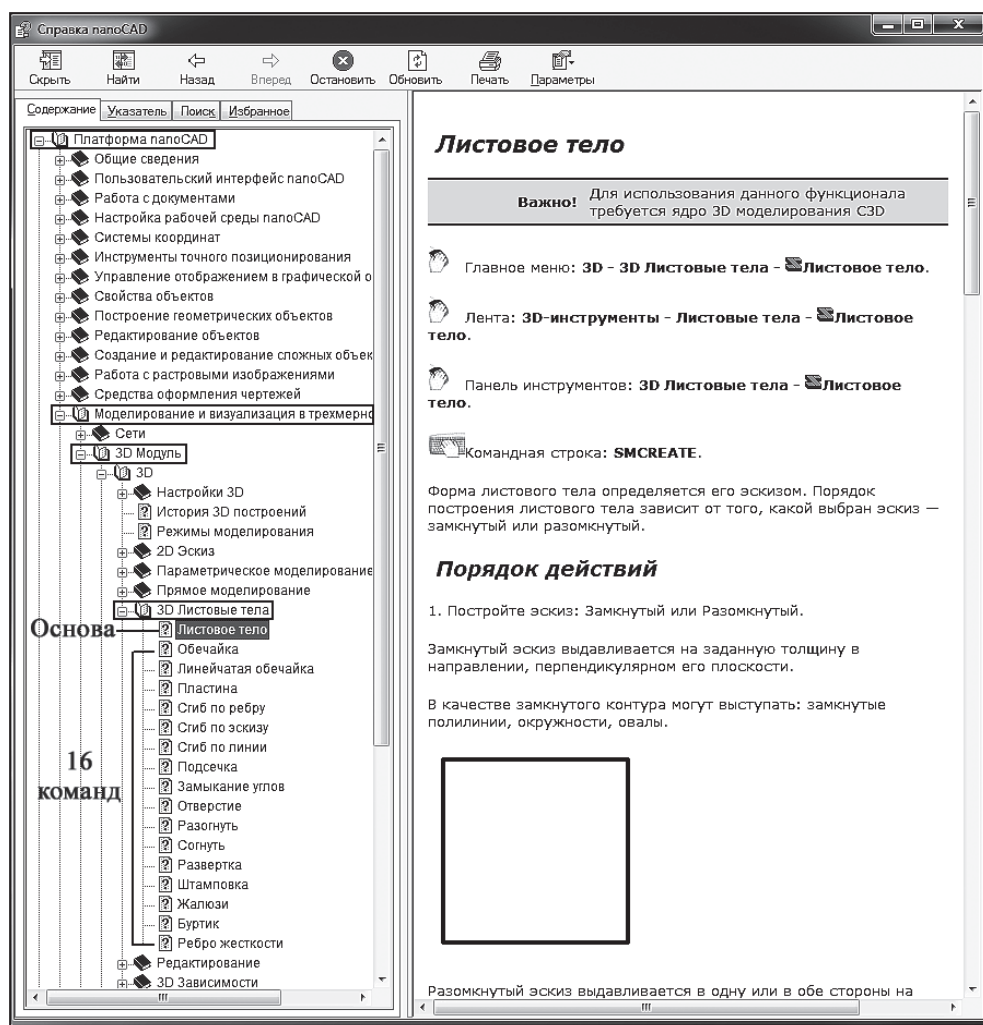 Справка nanoCAD
Скрыть Найти Назад Вперед Остановить Обновить Печать Параметры
Содержание Указатель Поиск Избранное
Платформа nanoCAD
Общие сведения
Пользовательский интерфейс nanoCAD
Работа с документами
Настройка рабочей среды nanoCAD
Системы координат
Инструменты точного позиционирования
Управление отображением в графической о
Свойства объектов
Построение геометрических объектов
Редактирование объектов
Создание и редактирование сложных объек
Работа с растровыми изображениями
Средства оформления чертежей
Моделирование и визуализация в трехмерно
Сети
3D Модуль
3D
Настройки 3D
История 3D построений
Режимы моделирования
2D Эскиз
Параметрическое моделирование
Прямое моделирование
3D Листовые тела
Основа
Листовое тело
Обечайка
Линейчатая обечайка
Пластина
Сгиб по ребру
Сгиб по эскизу
Сгиб по линии
Подсечка
Замыкание углов
Отверстие
Разогнуть
Согнуть
Развертка
Штамповка
Жалюзи
Буртик
Ребро жесткости
16
команд
Редактирование
3D Зависимости
Листовое тело
Важно! Для использования данного функционала
требуется ядро 3D моделирования C3D
Главное меню: 3D - 3D Листовые тела - Листовое тело.
Лента: 3D-инструменты - Листовые тела - Листовое
тело.
Панель инструментов: 3D Листовые тела - Листовое
тело.
Командная строка: SMCREATE.
Форма листового тела определяется его эскизом. Порядок
построения листового тела зависит от того, какой выбран эскиз —
замкнутый или разомкнутый.
Порядок действий
1. Постройте эскиз: Замкнутый или Разомкнутый.
Замкнутый эскиз выдавливается на заданную толщину в
направлении, перпендикулярном его плоскости.
В качестве замкнутого контура могут выступать: замкнутые
полилинии, окружности, овалы.
Разомкнутый эскиз выдавливается в одну или в обе стороны на